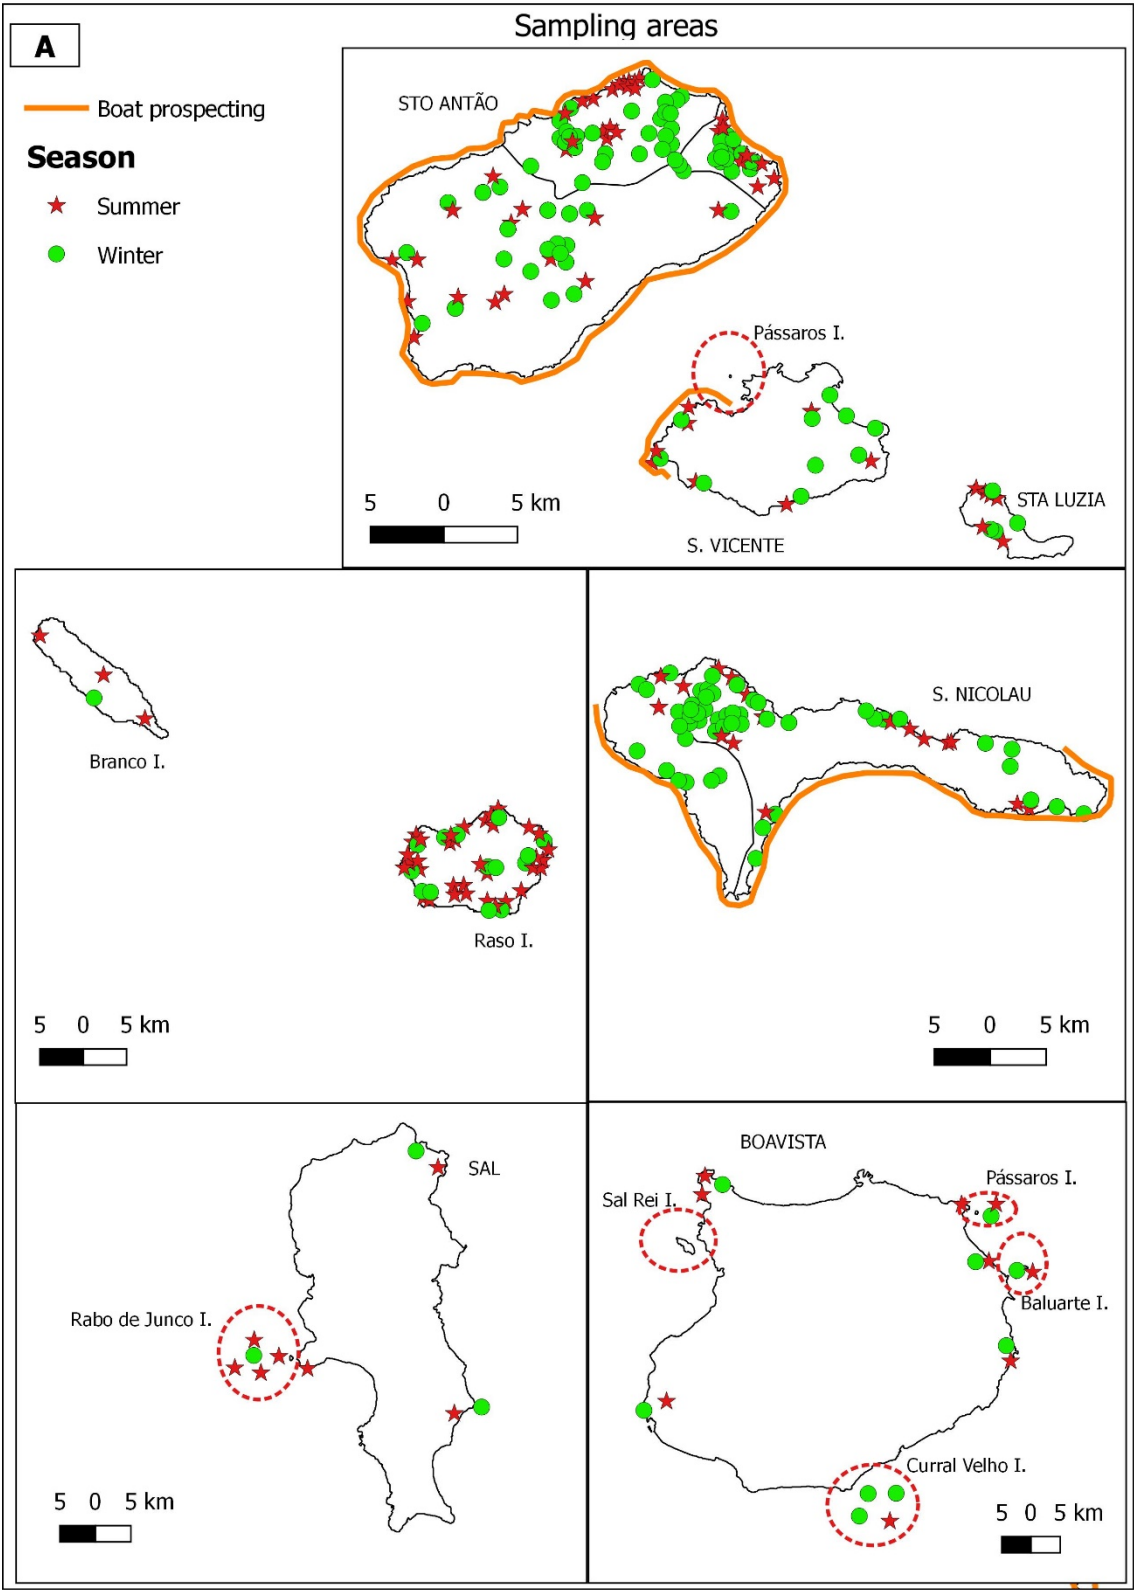 Sampling areas
A
Boat prospecting
Season
Summer
Winter
STO ANTÃO
Pássaros I.
5 0 5 km
S. VICENTE
STA LUZIA
Branco I.
Raso I.
5 0 5 km
S. NICOLAU
5 0 5 km
SAL
Rabo de Junco I.
5 0 5 km
BOAVISTA
Sal Rei I.
Pássaros I.
Baluarte I.
Curral Velho I.
5 0 5 km